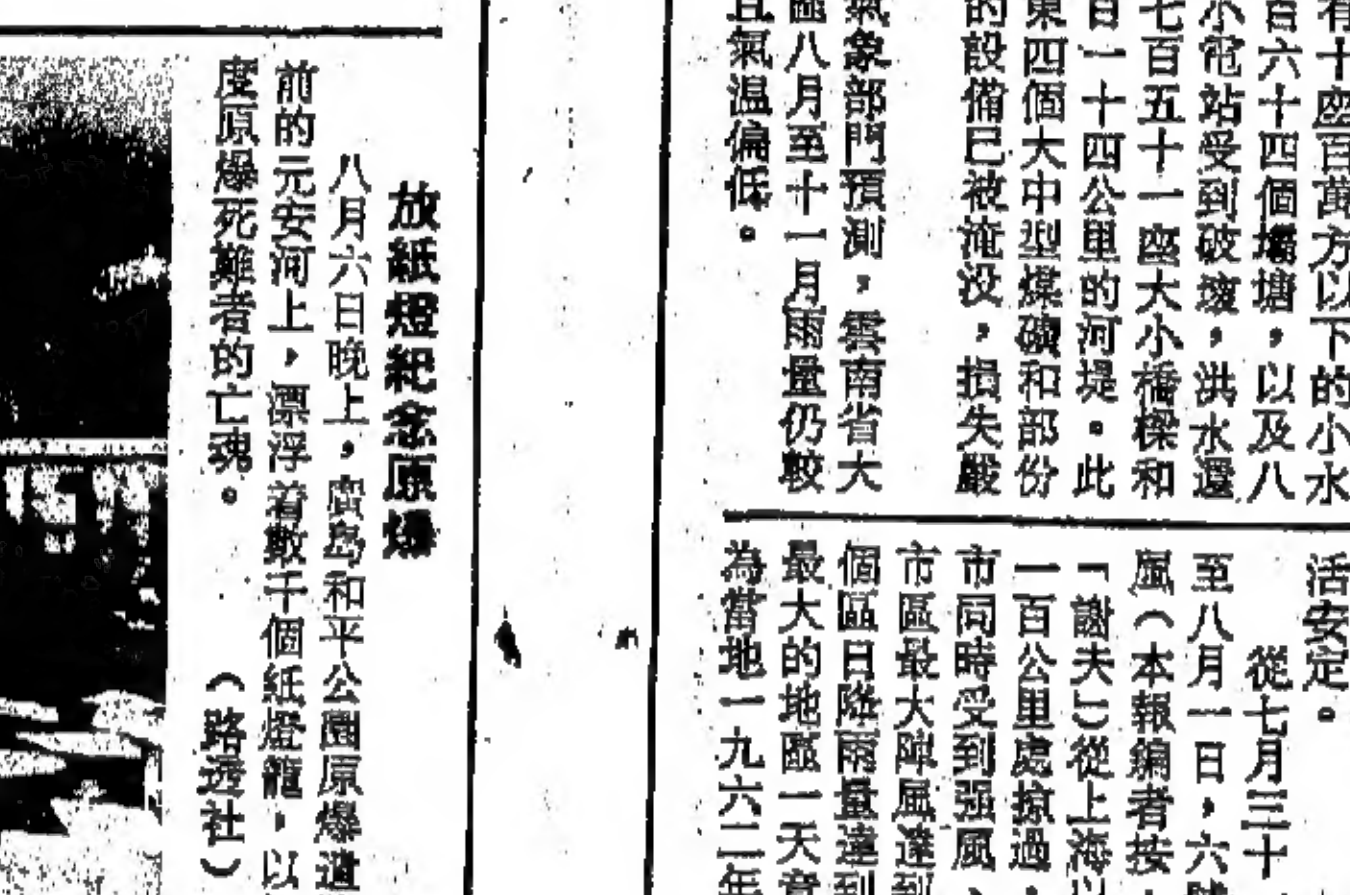 有十座百萬方以下的小水
百六十四個壩塘，以及八
小電站受到破壞，洪水還
七百五十一座大小橋樑和
百一十四公里的河堤。此
東四個大中型煤礦和部份
的設備已被淹没，損失嚴
氣象部門預測，雲南省大
區八月至十一月雨量仍較
且氣温偏低。
活安定。
從七月三十
至八月一日，六
風（本報編者按
「謝夫」）從上海以
一百公里處掠過，
市同時受到强風、
市區最大陣風達到
個區日降雨量達到
最大的地區一天竟
為當地一九六二年
放紙燈紀念原爆
八月六日晚上，廣島和平公園原爆遺
前的元安河上，漂浮着數千個紙燈籠，以
度原爆死難者的亡魂。（路透社）